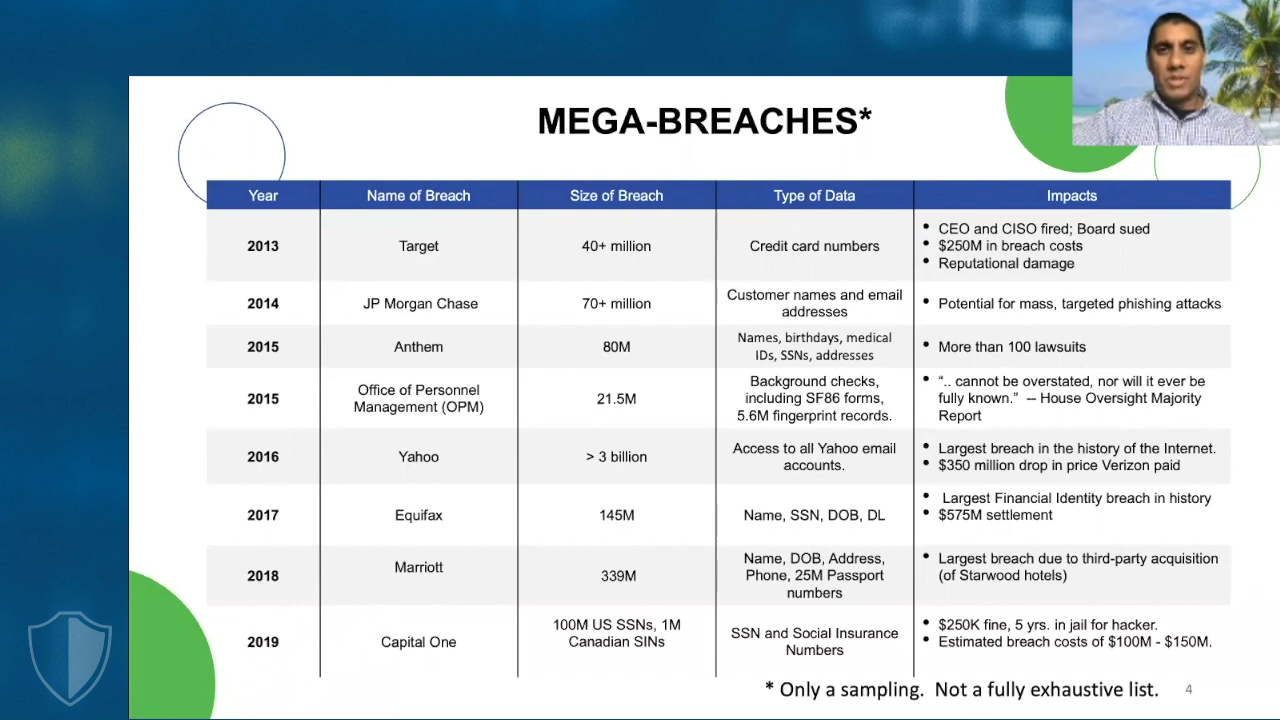 MEGA-BREACHES*
Year Name of Breach Size of Breach Type of Data Impacts
2013 Target 40+ million Credit card numbers
• CEO and CISO fired; Board sued
• $250M in breach costs
• Reputational damage
2014 JP Morgan Chase 70+ million
Customer names and email
addresses
• Potential for mass, targeted phishing attacks
2015 Anthem 80M
Names, birthdays, medical
IDs, SSNs, addresses
• More than 100 lawsuits
2015
Office of Personnel
Management (OPM)
21.5M
Background checks,
including SF86 forms,
5.6M fingerprint records.
• “.. cannot be overstated, nor will it ever be
fully known.” -- House Oversight Majority
Report
2016 Yahoo > 3 billion
Access to all Yahoo email
accounts.
• Largest breach in the history of the Internet.
• $350 million drop in price Verizon paid
2017 Equifax 145M Name, SSN, DOB, DL
• Largest Financial Identity breach in history
• $575M settlement
2018 Marriott 339M
Name, DOB, Address,
Phone, 25M Passport
numbers
• Largest breach due to third-party acquisition
(of Starwood hotels)
2019 Capital One
100M US SSNs, 1M
Canadian SINs
SSN and Social Insurance
Numbers
• $250K fine, 5 yrs. in jail for hacker.
• Estimated breach costs of $100M - $150M.
* Only a sampling. Not a fully exhaustive list.
4